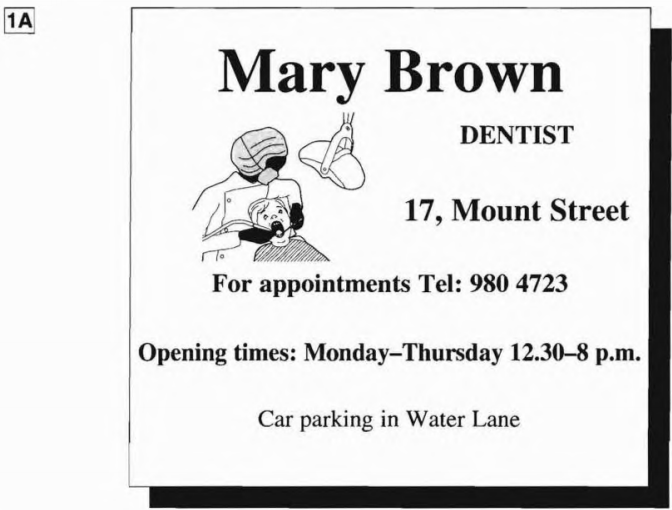 1A
Mary Brown
DENTIST
17, Mount Street
For appointments Tel: 980 4723
Opening times: Monday–Thursday 12.30–8 p.m.
Car parking in Water Lane